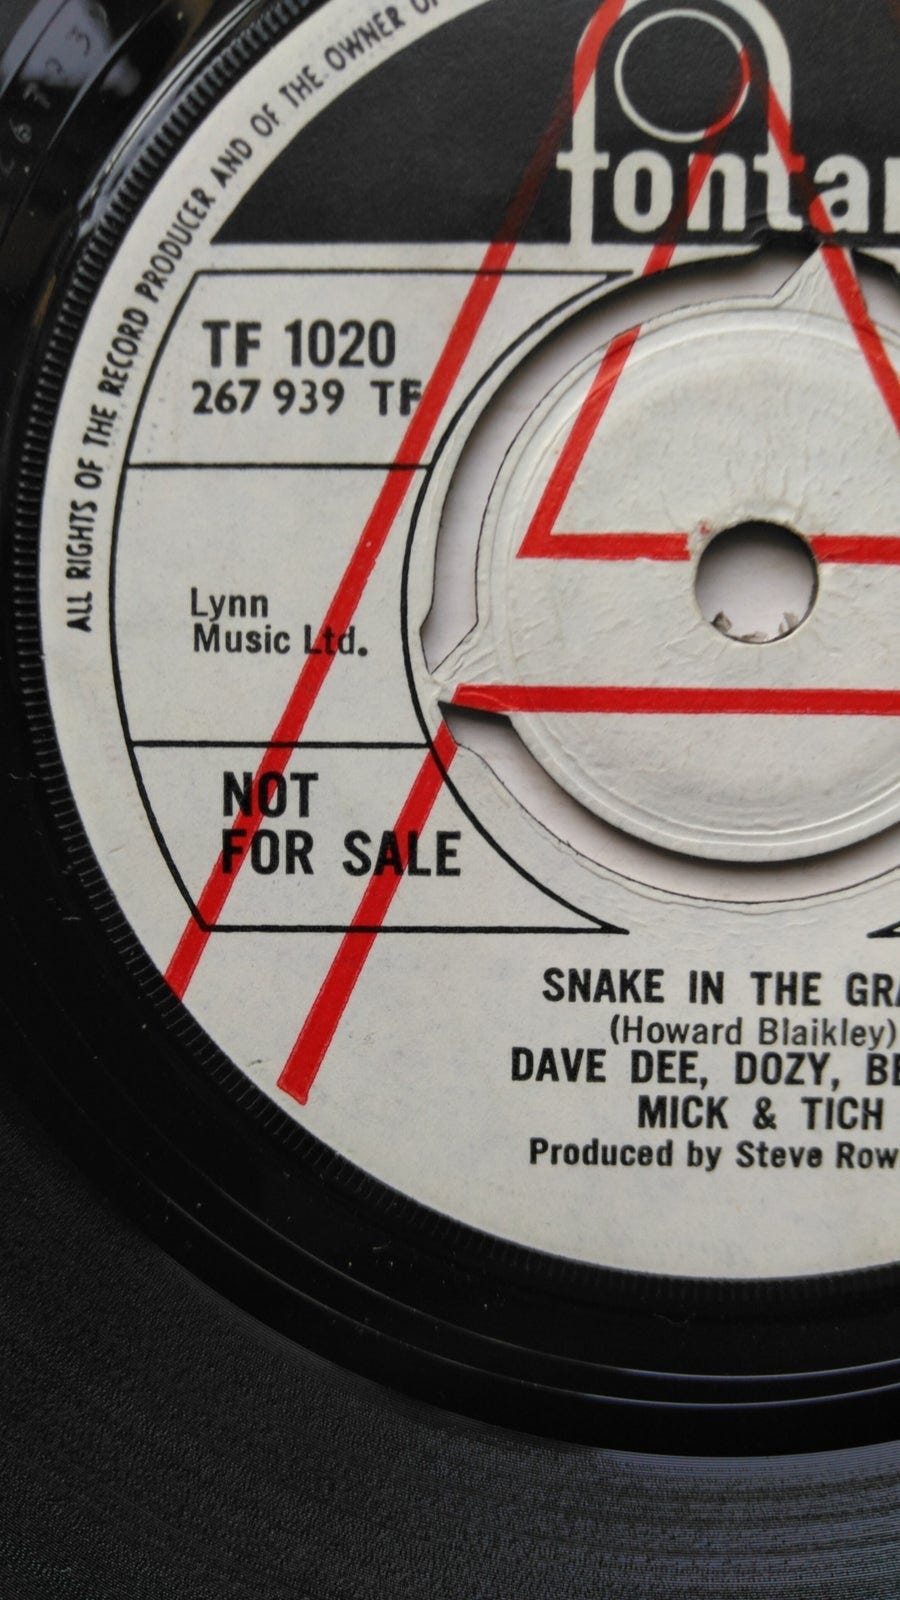 ALL RIGHTS OF THE RECORD PRODUCER AND OF THE OWNER OF
fontan
TF 1020
267 939 TF
Lynn
Music Ltd.
NOT
FOR SALE
SNAKE IN THE GRA
(Howard Blaikley)
DAVE DEE, DOZY, BE
MICK & TICH
Produced by Steve Row